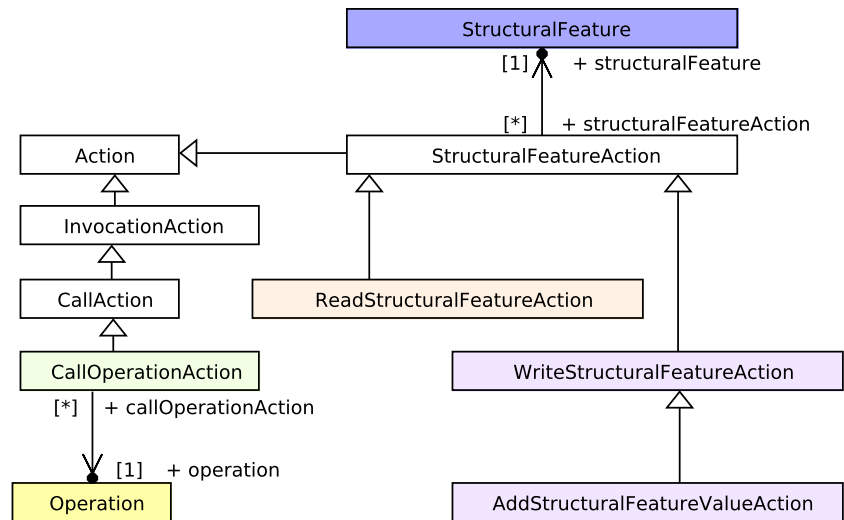 StructuralFeature
[1] + structuralFeature
[*] + structuralFeatureAction
Action
StructuralFeatureAction
InvocationAction
CallAction
ReadStructuralFeatureAction
CallOperationAction
WriteStructuralFeatureAction
[*] + callOperationAction
[1] + operation
Operation
AddStructuralFeatureValueAction